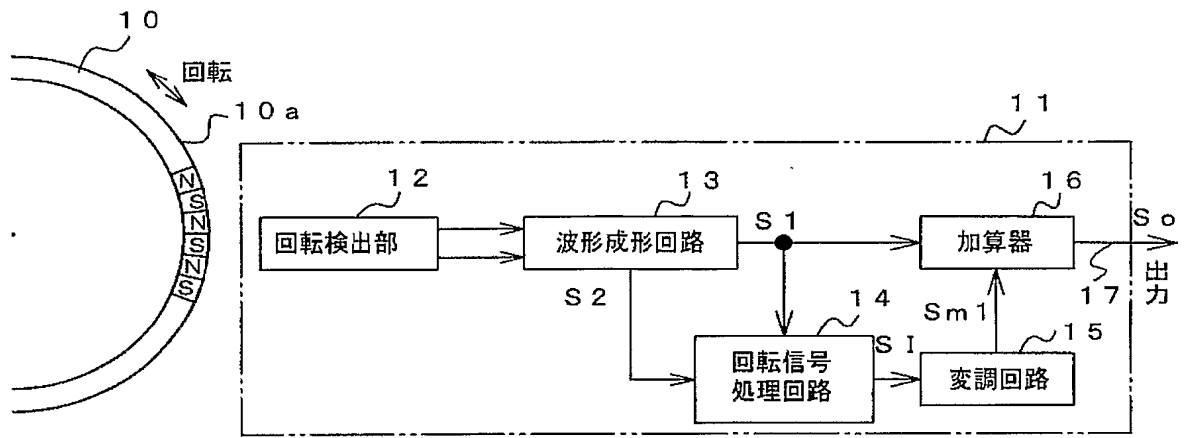 10
回転
10a
N
S
N
S
N
S
11
12
回転検出部
13
波形成形回路
S1
S2
14
回転信号
処理回路
SI
15
変調回路
Sm1
16
加算器
17
So
出力